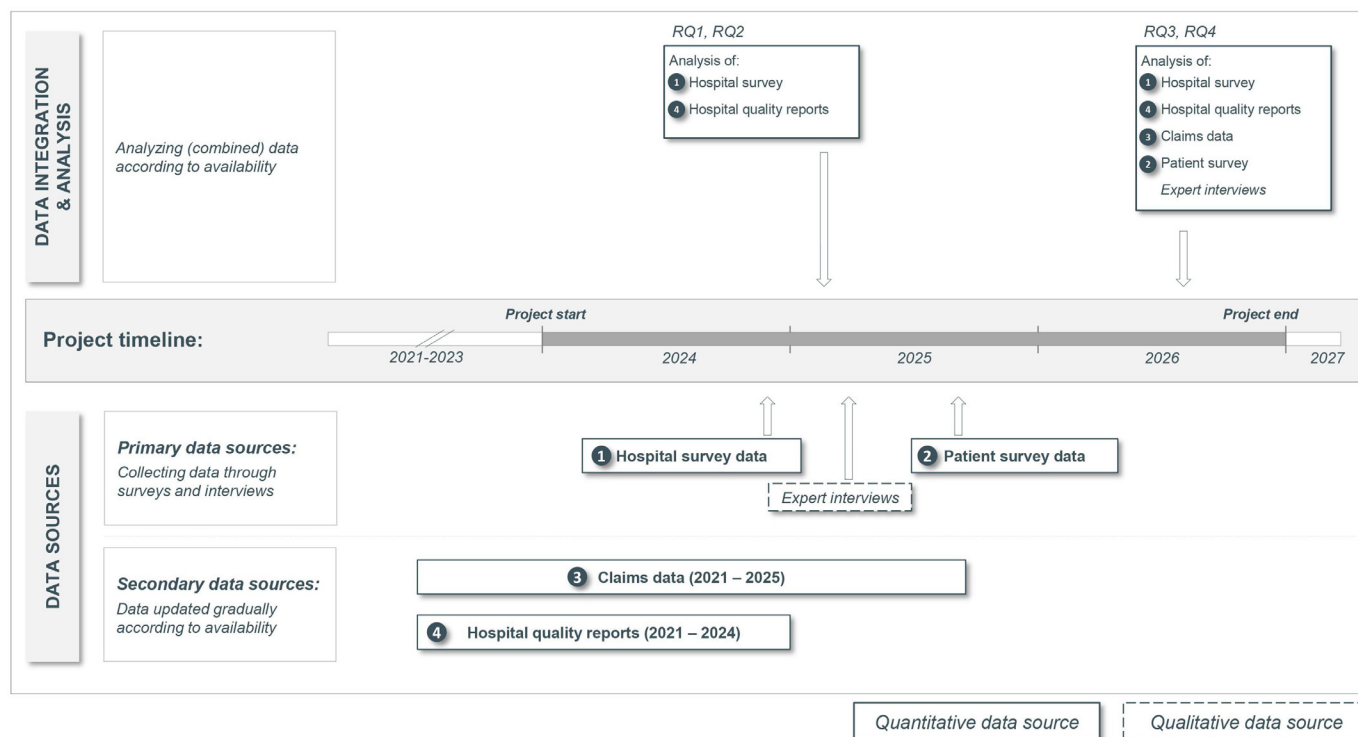 DATA INTEGRATION
& ANALYSIS
Analyzing (combined) data
according to availability
RQ1, RQ2
Analysis of:
1 Hospital survey
4 Hospital quality reports
RQ3, RQ4
Analysis of:
1 Hospital survey
4 Hospital quality reports
3 Claims data
2 Patient survey
Expert interviews
Project timeline:
Project start
Project end
2021-2023
2024
2025
2026
2027
DATA SOURCES
Primary data sources:
Collecting data through
surveys and interviews
1 Hospital survey data
2 Patient survey data
Expert interviews
Secondary data sources:
Data updated gradually
according to availability
3 Claims data (2021 – 2025)
4 Hospital quality reports (2021 – 2024)
Quantitative data source
Qualitative data source